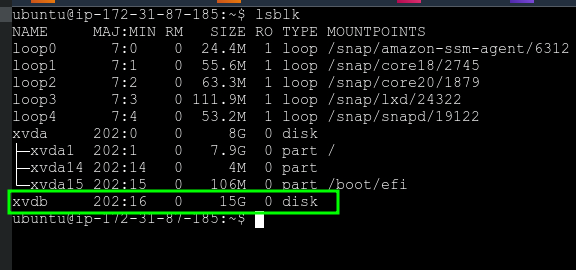 ubuntu@ip-172-31-87-185:~$ lsblk
NAME     MAJ:MIN RM   SIZE RO TYPE MOUNTPOINTS
loop0      7:0    0  24.4M  1 loop /snap/amazon-ssm-agent/6312
loop1      7:1    0  55.6M  1 loop /snap/core18/2745
loop2      7:2    0  63.3M  1 loop /snap/core20/1879
loop3      7:3    0 111.9M  1 loop /snap/lxd/24322
loop4      7:4    0  53.2M  1 loop /snap/snapd/19122
xvda     202:0    0     8G  0 disk
├─xvda1  202:1    0   7.9G  0 part /
├─xvda14 202:14   0     4M  0 part
└─xvda15 202:15   0   106M  0 part /boot/efi
xvdb     202:16   0    15G  0 disk
ubuntu@ip-172-31-87-185:~$